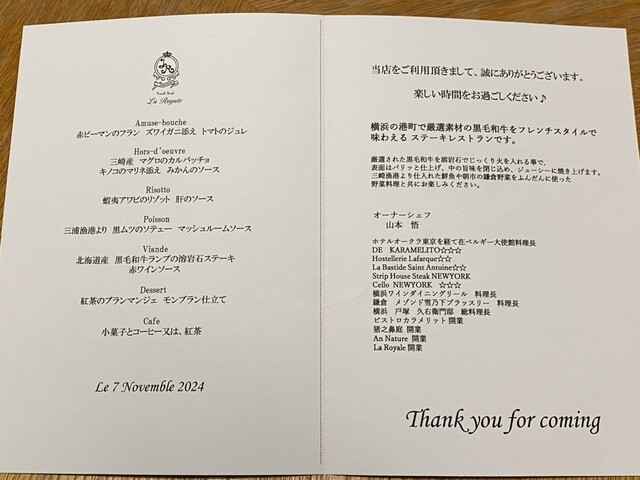 La Royale
Amuse-bouche
赤ピーマンのフラン ズワイガニ添え トマトのジュレ
Hors-d'oeuvre
三崎産 マグロのカルパッチョ
キノコのマリネ添え みかんのソース
Risotto
蝦夷アワビのリゾット 肝のソース
Poisson
三浦漁港より 黒ムツのソテェー マッシュルームソース
Viande
北海道産 黒毛和牛ランプの溶岩石ステーキ
赤ワインソース
Dessert
紅茶のブランマンジェ モンブラン仕立て
Cafe
小菓子とコーヒー又は、紅茶
Le 7 Novemble 2024
当店をご利用頂きまして、誠にありがとうございます。
楽しい時間をお過ごしください♪
横浜の港町で厳選素材の黒毛和牛をフレンチスタイルで
味わえる ステーキレストランです。
厳選された黒毛和牛を溶岩石でじっくり火を入れる事で、
表面はパリッと仕上げ、中の旨味を閉じ込め、ジューシーに焼き上げます。
三崎漁港より仕入れた鮮魚や朝市の鎌倉野菜をふんだんに使った
野菜料理と共にお楽しみください。
オーナーシェフ
山本 悟
ホテルオークラ東京を経て在ベルギー大使館料理長
DE KARAMELITO☆☆☆
Hostellerie Lafarque☆☆
La Bastide Saint Antoine☆☆
Strip House Steak NEWYORK
Cello NEWYORK ☆☆☆
横浜ワインダイニングリール 料理長
鎌倉 メゾンド雪乃下ブラッスリー 料理長
横浜 戸塚 久右衛門邸 総料理長
ビストロカラメリット 開業
猪之鼻庭 開業
An Nature 開業
La Royale 開業
Thank you for coming